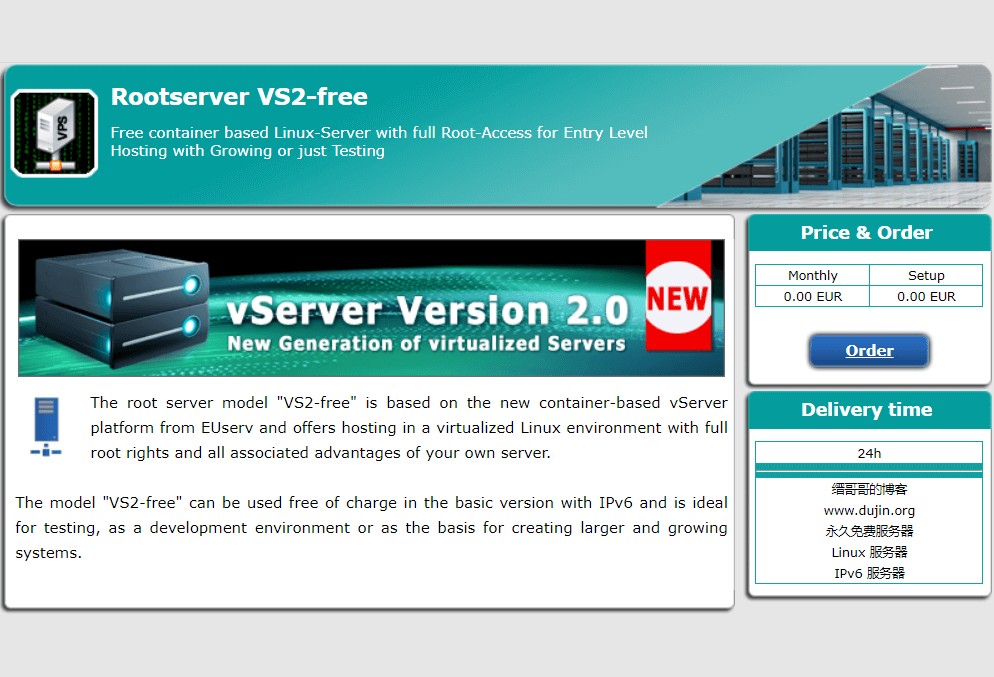 Rootserver VS2-free
VPS
Free container based Linux-Server with full Root-Access for Entry Level
Hosting with Growing or just Testing
vServer Version 2.0
New Generation of virtualized Servers
NEW
The root server model "VS2-free" is based on the new container-based vServer
platform from EUserv and offers hosting in a virtualized Linux environment with full
root rights and all associated advantages of your own server.
The model "VS2-free" can be used free of charge in the basic version with IPv6 and is ideal
for testing, as a development environment or as the basis for creating larger and growing
systems.
Price & Order
Monthly Setup
0.00 EUR 0.00 EUR
Order
Delivery time
24h
缙哥哥的博客
www.dujin.org
永久免费服务器
Linux 服务器
IPv6 服务器